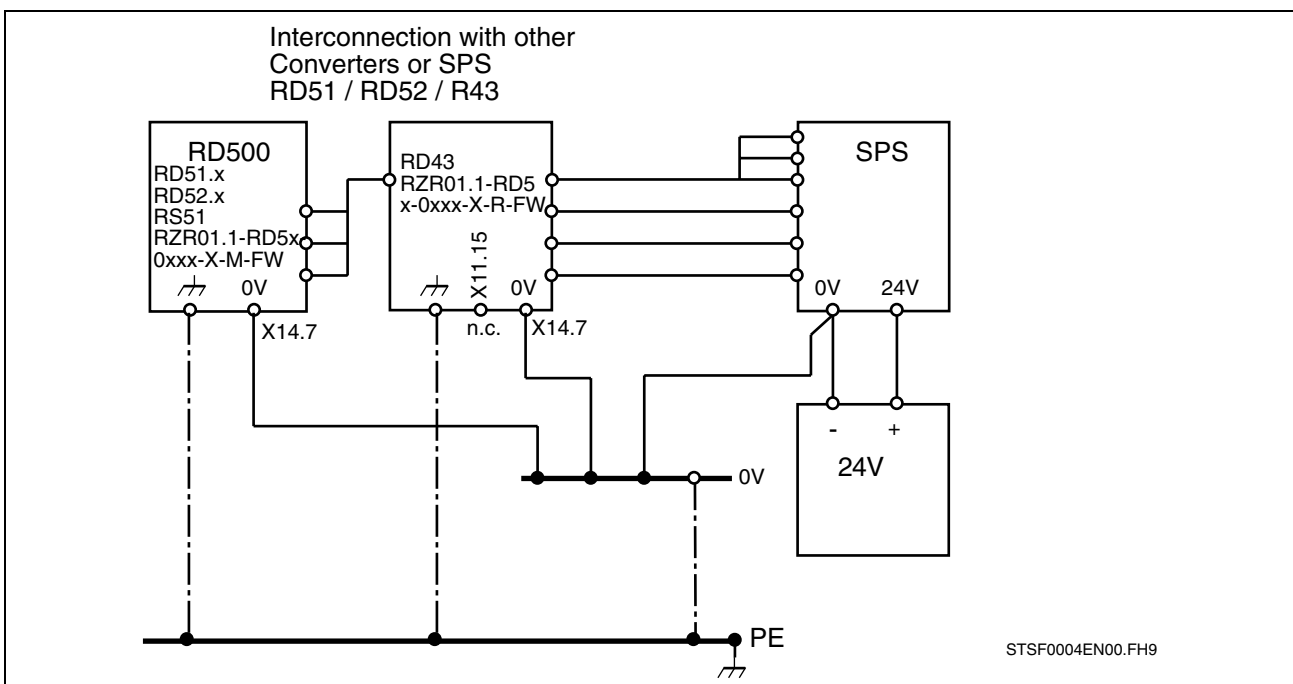 Interconnection with other
Converters or SPS
RD51 / RD52 / R43
RD500
RD51.x
RD52.x
RS51
RZR01.1-RD5x
0xxx-X-M-FW
0V
X14.7
RD43
RZR01.1-RD5
x-0xxx-X-R-FW
X11.15
0V
n.c.
X14.7
SPS
0V 24V
- +
24V
0V
PE
STSF0004EN00.FH9